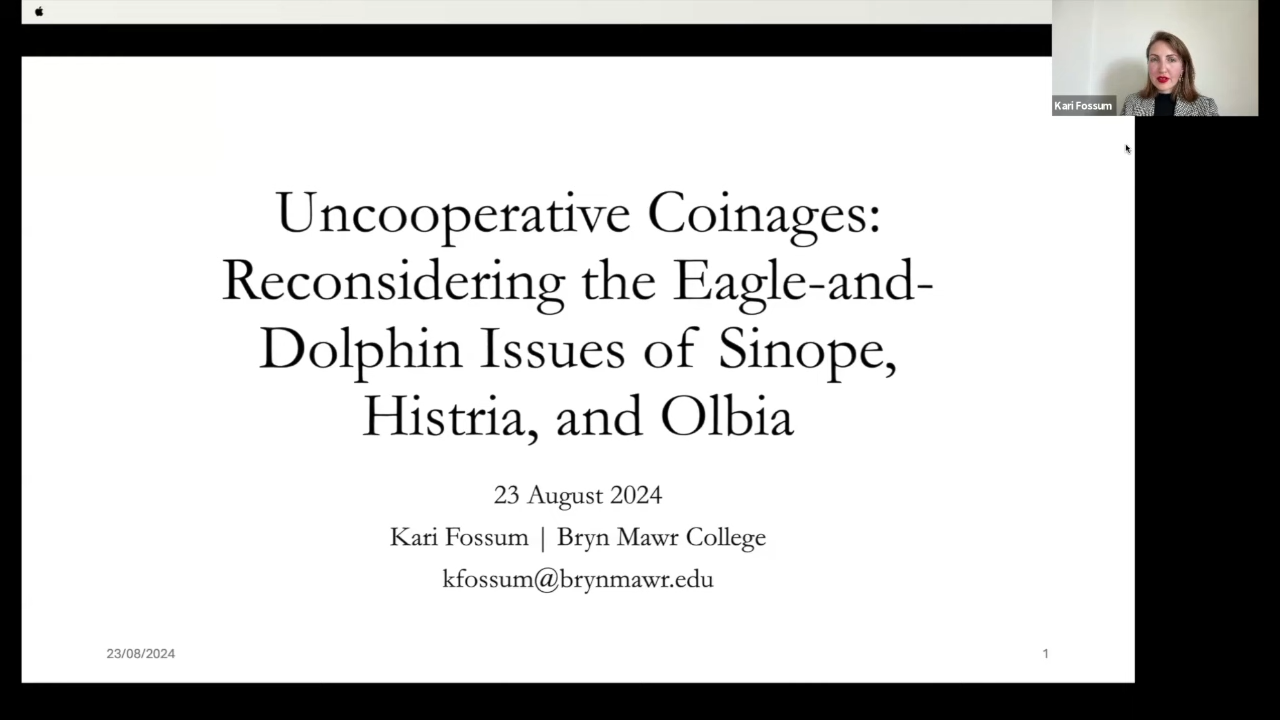 Kari Fossum
Uncooperative Coinages:
Reconsidering the Eagle-and-
Dolphin Issues of Sinope,
Histria, and Olbia
23 August 2024
Kari Fossum | Bryn Mawr College
kfossum@brynmawr.edu
23/08/2024
1